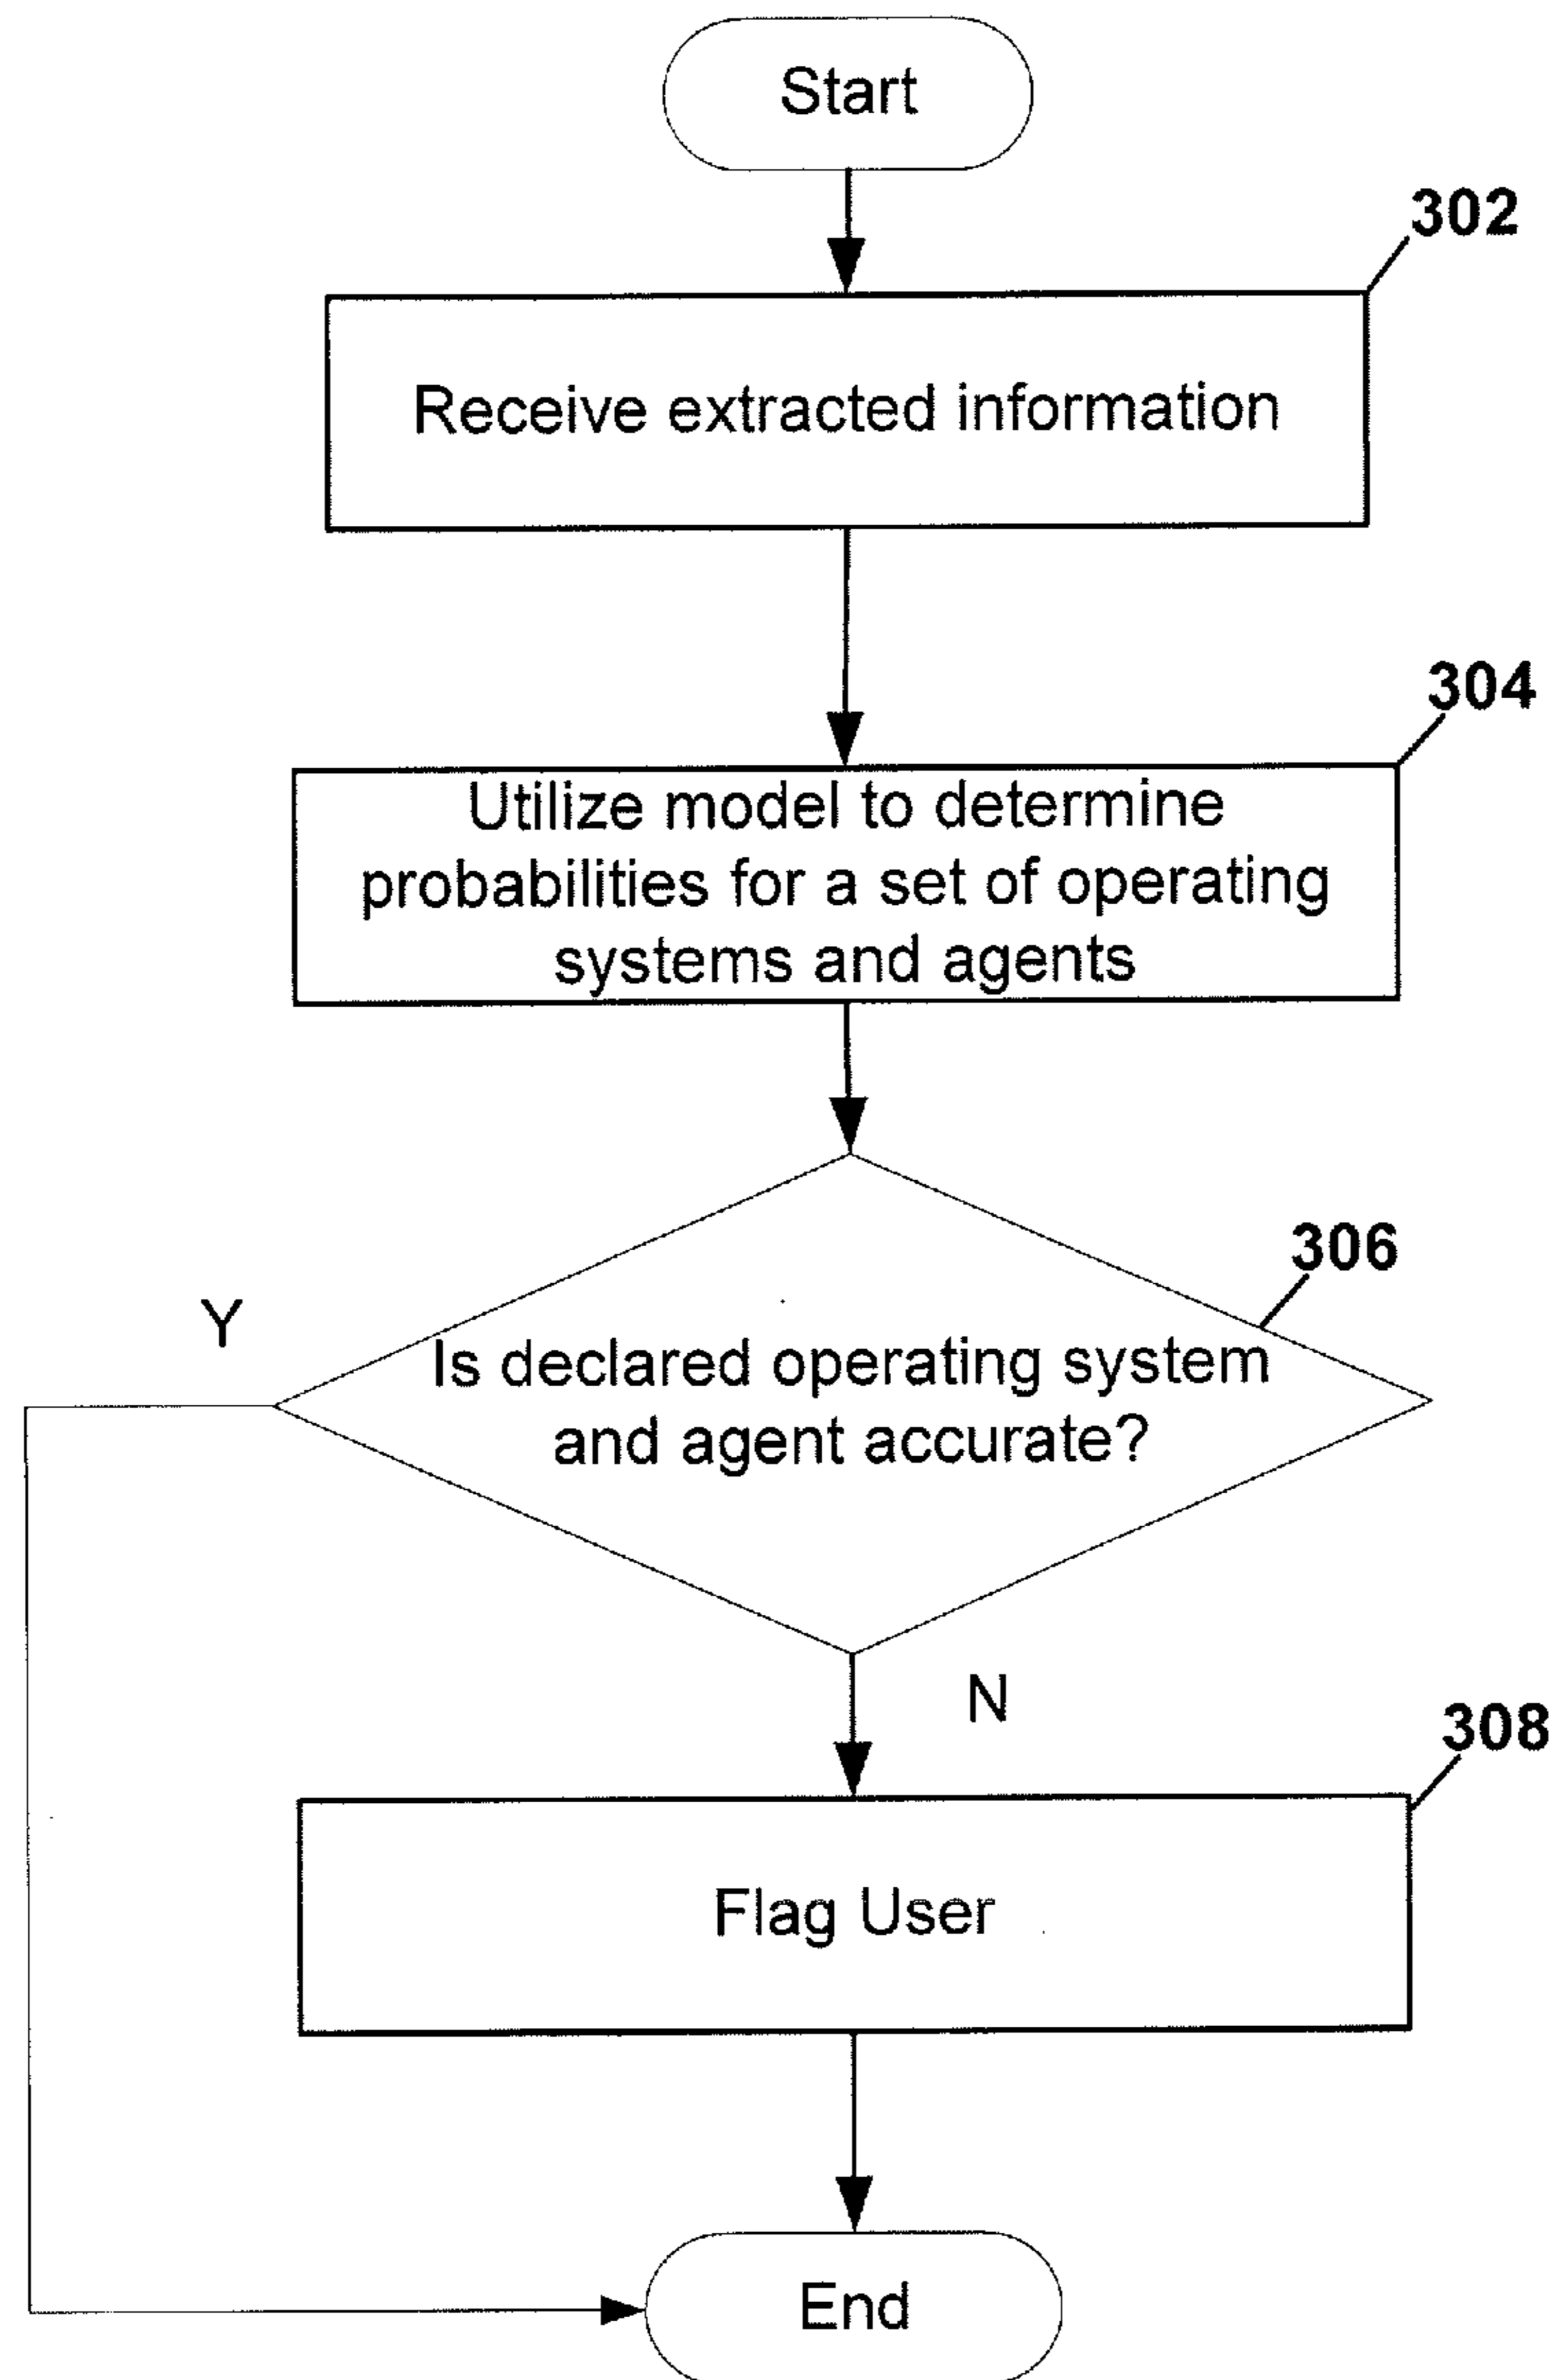 Start
302
Receive extracted information
304
Utilize model to determine
probabilities for a set of operating
systems and agents
306
Y
Is declared operating system
and agent accurate?
N
308
Flag User
End